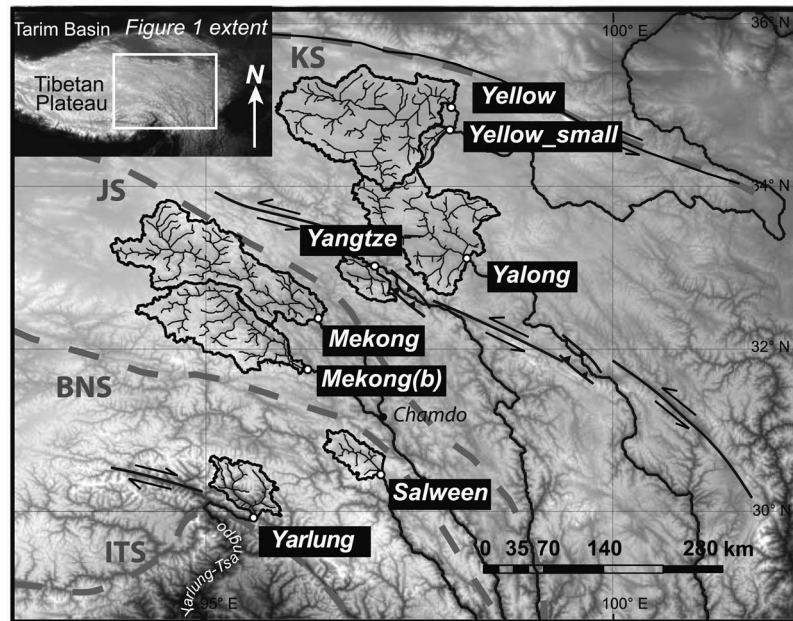 Tarim Basin
Figure 1 extent
Tibetan
Plateau
N
100° E
36° N
KS
Yellow
Yellow_small
34° N
JS
Yangtze
Yalong
Mekong
32° N
Mekong(b)
BNS
Chamdo
Salween
30° N
Yarlung
0 35 70 140 280 km
ITS
Yarlung-Tsangpo
95° E
100° E